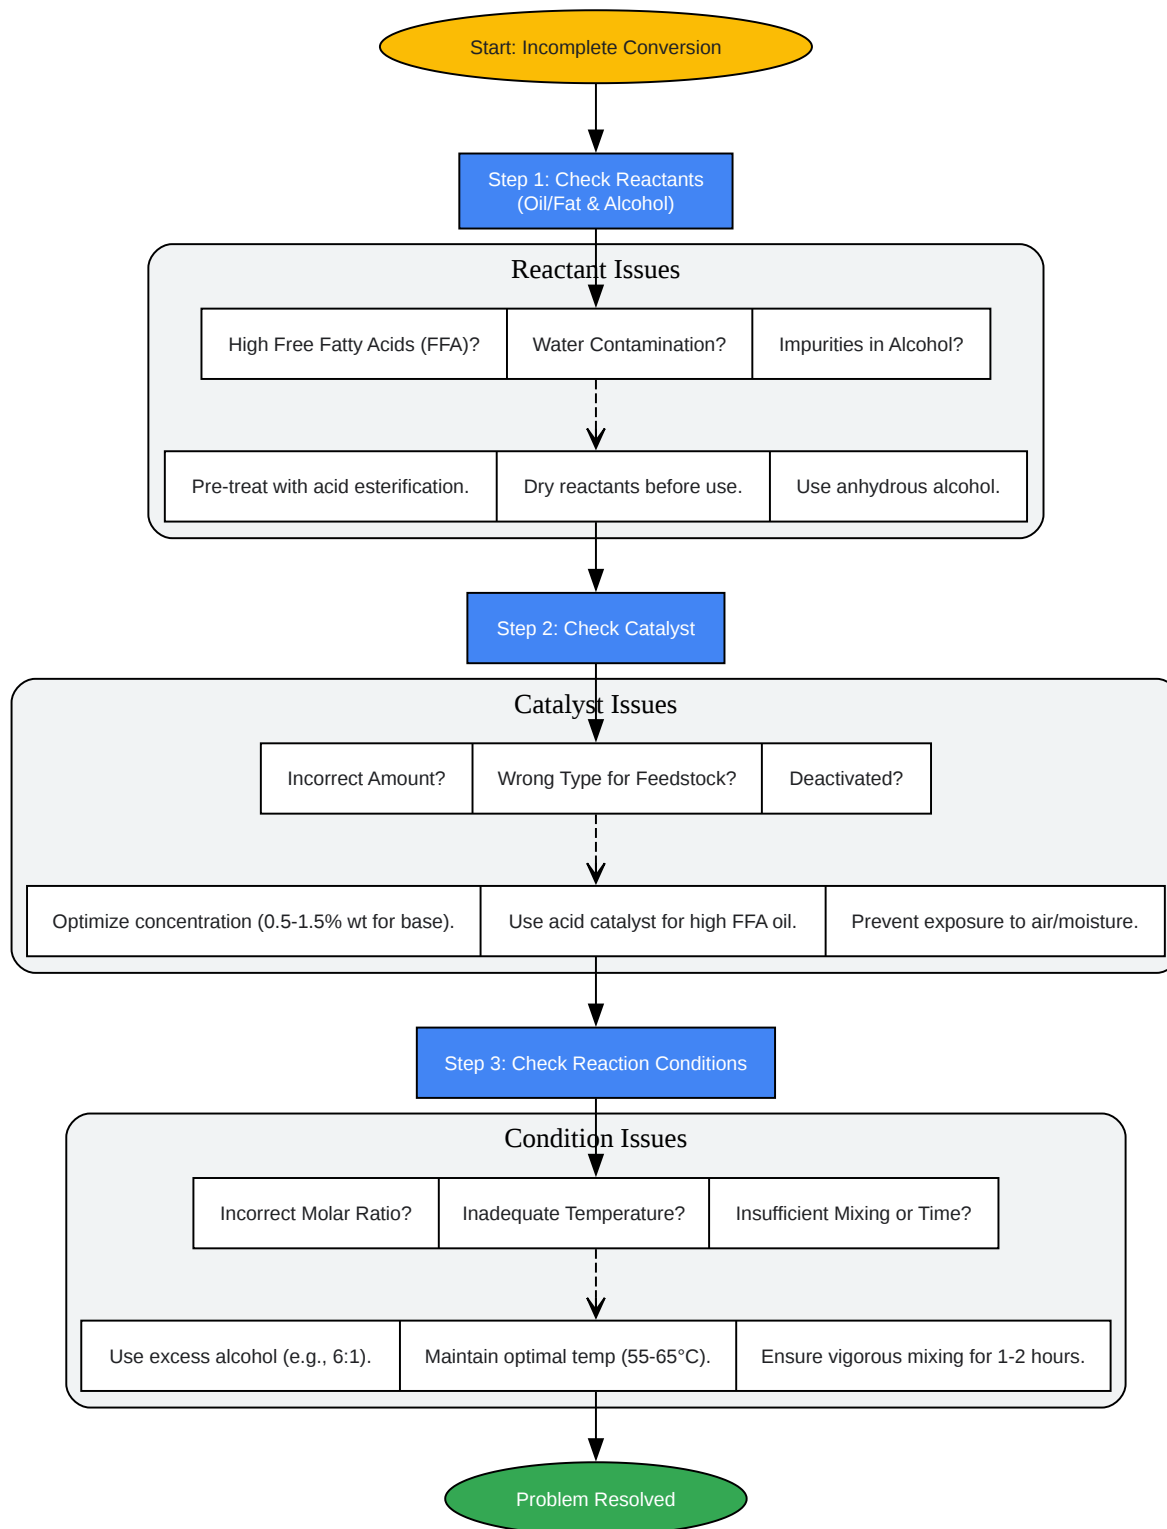 Start: Incomplete Conversion
Step 1: Check Reactants
(Oil/Fat & Alcohol)
Reactant Issues
High Free Fatty Acids (FFA)?
Water Contamination?
Impurities in Alcohol?
Pre-treat with acid esterification.
Dry reactants before use.
Use anhydrous alcohol.
Step 2: Check Catalyst
Catalyst Issues
Incorrect Amount?
Wrong Type for Feedstock?
Deactivated?
Optimize concentration (0.5-1.5% wt for base).
Use acid catalyst for high FFA oil.
Prevent exposure to air/moisture.
Step 3: Check Reaction Conditions
Condition Issues
Incorrect Molar Ratio?
Inadequate Temperature?
Insufficient Mixing or Time?
Use excess alcohol (e.g., 6:1).
Maintain optimal temp (55-65°C).
Ensure vigorous mixing for 1-2 hours.
Problem Resolved